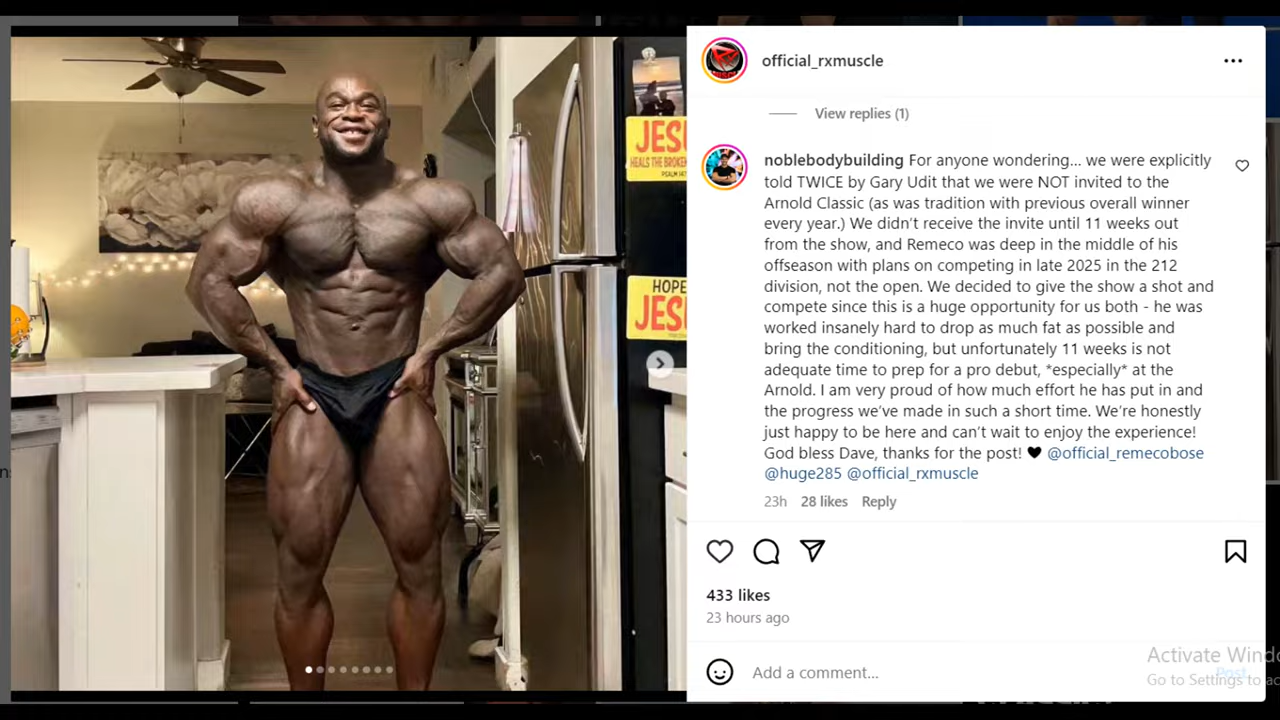 official_rxmuscle
View replies (1)
noblebodybuilding For anyone wondering... we were explicitly
told TWICE by Gary Udit that we were NOT invited to the
Arnold Classic (as was tradition with previous overall winner
every year.) We didn't receive the invite until 11 weeks out
from the show, and Remeco was deep in the middle of his
offseason with plans on competing in late 2025 in the 212
division, not the open. We decided to give the show a shot and
compete since this is a huge opportunity for us both - he was
worked insanely hard to drop as much fat as possible and
bring the conditioning, but unfortunately 11 weeks is not
adequate time to prep for a pro debut, *especially* at the
Arnold. I am very proud of how much effort he has put in and
the progress we've made in such a short time. We're honestly
just happy to be here and can't wait to enjoy the experience!
God bless Dave, thanks for the post! 🖤 @official_remecobose
@huge285 @official_rxmuscle
23h 28 likes Reply
433 likes
23 hours ago
Add a comment...
Post
Activate Windo
Go to Settings to ac
JESU
HEALS THE BROKEN
PSALM 147
HOPE
JESU